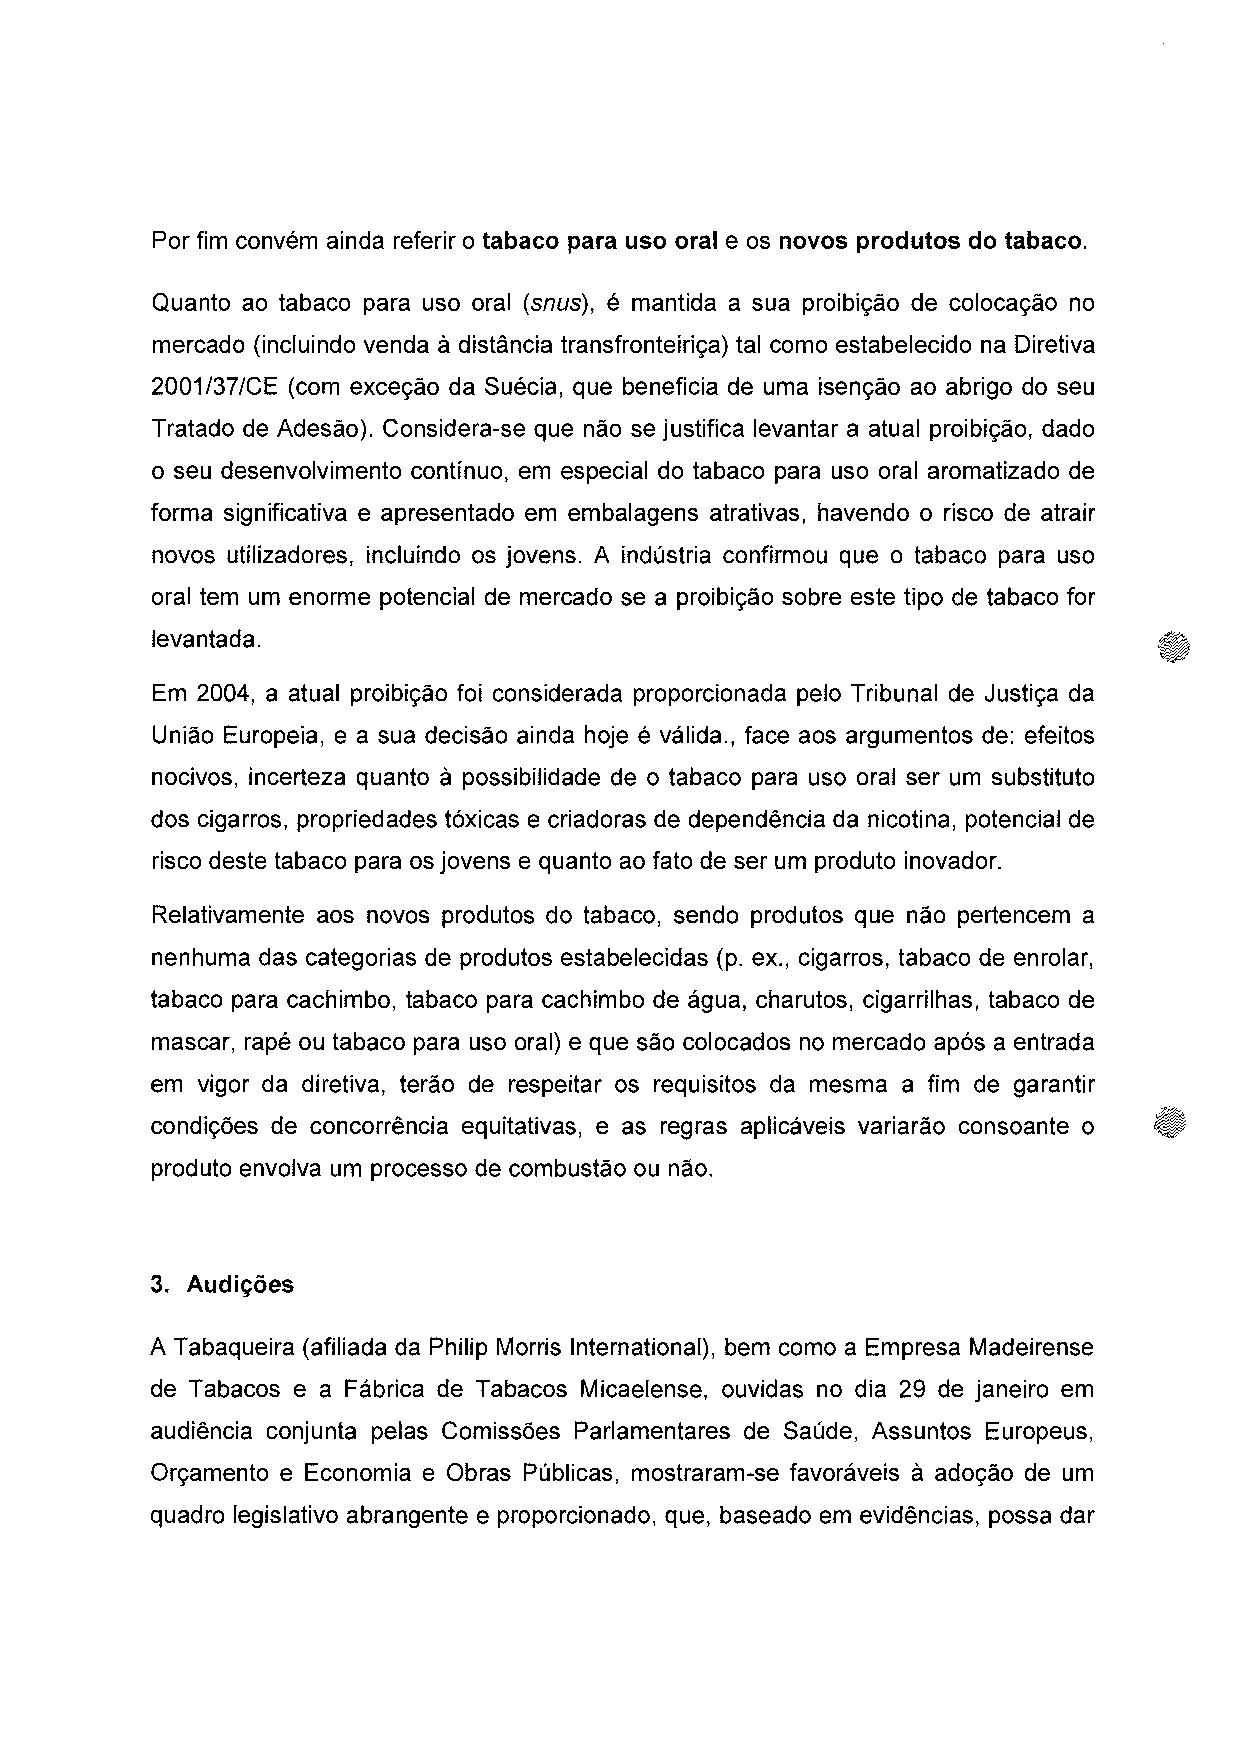 Por fim convém ainda referir o tabaco para uso oral e os novos produtos do tabaco.
Quanto ao tabaco para uso oral (snus), é mantida a sua proibição de colocação no
mercado (incluindo venda à distância transfronteiriça) tal como estabelecido na Diretiva
2001/37/CE (com exceção da Suécia, que beneficia de uma isenção ao abrigo do seu
Tratado de Adesão). Considera-se que não se justifica levantar a atual proibição, dado
o seu desenvolvimento contínuo, em especial do tabaco para uso oral aromatizado de
forma significativa e apresentado em embalagens atrativas, havendo o risco de atrair
novos utilizadores, incluindo os jovens. A indústria confirmou que o tabaco para uso
oral tem um enorme potencial de mercado se a proibição sobre este tipo de tabaco for
levantada.
Em 2004, a atual proibição foi considerada proporcionada pelo Tribunal de Justiça da
União Europeia, e a sua decisão ainda hoje é válida., face aos argumentos de: efeitos
nocivos, incerteza quanto à possibilidade de o tabaco para uso oral ser um substituto
dos cigarros, propriedades tóxicas e criadoras de dependência da nicotina, potencial de
risco deste tabaco para os jovens e quanto ao fato de ser um produto inovador.
Relativamente aos novos produtos do tabaco, sendo produtos que não pertencem a
nenhuma das categorias de produtos estabelecidas (p. ex., cigarros, tabaco de enrolar,
tabaco para cachimbo, tabaco para cachimbo de água, charutos, cigarrilhas, tabaco de
mascar, rapé ou tabaco para uso oral) e que são colocados no mercado após a entrada
em vigor da diretiva, terão de respeitar os requisitos da mesma a fim de garantir
condições de concorrência equitativas, e as regras aplicáveis variarão consoante o
produto envolva um processo de combustão ou não.
3. Audições
A Tabaqueira (afiliada da Philip Morris International), bem como a Empresa Madeirense
de Tabacos e a Fábrica de Tabacos Micaelense, ouvidas no dia 29 de janeiro em
audiência conjunta pelas Comissões Parlamentares de Saúde, Assuntos Europeus,
Orçamento e Economia e Obras Públicas, mostraram-se favoráveis à adoção de um
quadro legislativo abrangente e proporcionado, que, baseado em evidências, possa dar